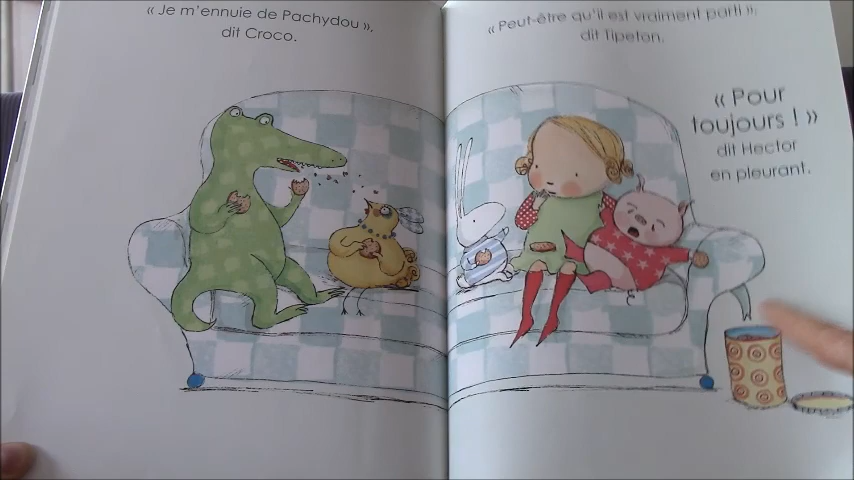 « Je m'ennuie de Pachydou »,
dit Croco.
« Peut-être qu'il est vraiment parti »,
dit Tipeton.
« Pour
toujours ! »
dit Hector
en pleurant.